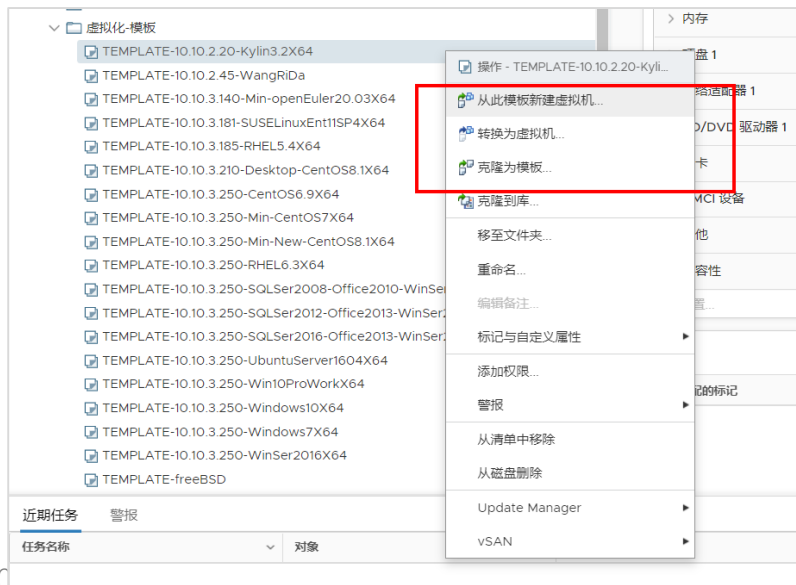 虚拟化-模板
TEMPLATE-10.10.2.20-Kylin3.2X64
TEMPLATE-10.10.2.45-WangRiDa
TEMPLATE-10.10.3.140-Min-openEuler20.03X64
TEMPLATE-10.10.3.181-SUSELinuxEnt11SP4X64
TEMPLATE-10.10.3.185-RHEL5.4X64
TEMPLATE-10.10.3.210-Desktop-CentOS8.1X64
TEMPLATE-10.10.3.250-CentOS6.9X64
TEMPLATE-10.10.3.250-Min-CentOS7X64
TEMPLATE-10.10.3.250-Min-New-CentOS8.1X64
TEMPLATE-10.10.3.250-RHEL6.3X64
TEMPLATE-10.10.3.250-SQLSer2008-Office2010-WinSe
TEMPLATE-10.10.3.250-SQLSer2012-Office2013-WinSer
TEMPLATE-10.10.3.250-SQLSer2016-Office2013-WinSer
TEMPLATE-10.10.3.250-UbuntuServer1604X64
TEMPLATE-10.10.3.250-Win10ProWorkX64
TEMPLATE-10.10.3.250-Windows10X64
TEMPLATE-10.10.3.250-Windows7X64
TEMPLATE-10.10.3.250-WinSer2016X64
TEMPLATE-freeBSD
操作 - TEMPLATE-10.10.2.20-Kyli...
从此模板新建虚拟机...
转换为虚拟机...
克隆为模板...
克隆到库...
移至文件夹...
重命名...
编辑备注...
标记与自定义属性
添加权限...
警报
从清单中移除
从磁盘删除
Update Manager
vSAN
内存
盘 1
适配器 1
/DVD 驱动器 1
卡
MCI 设备
他
容性
置...
的标记
近期任务 警报
任务名称 对象